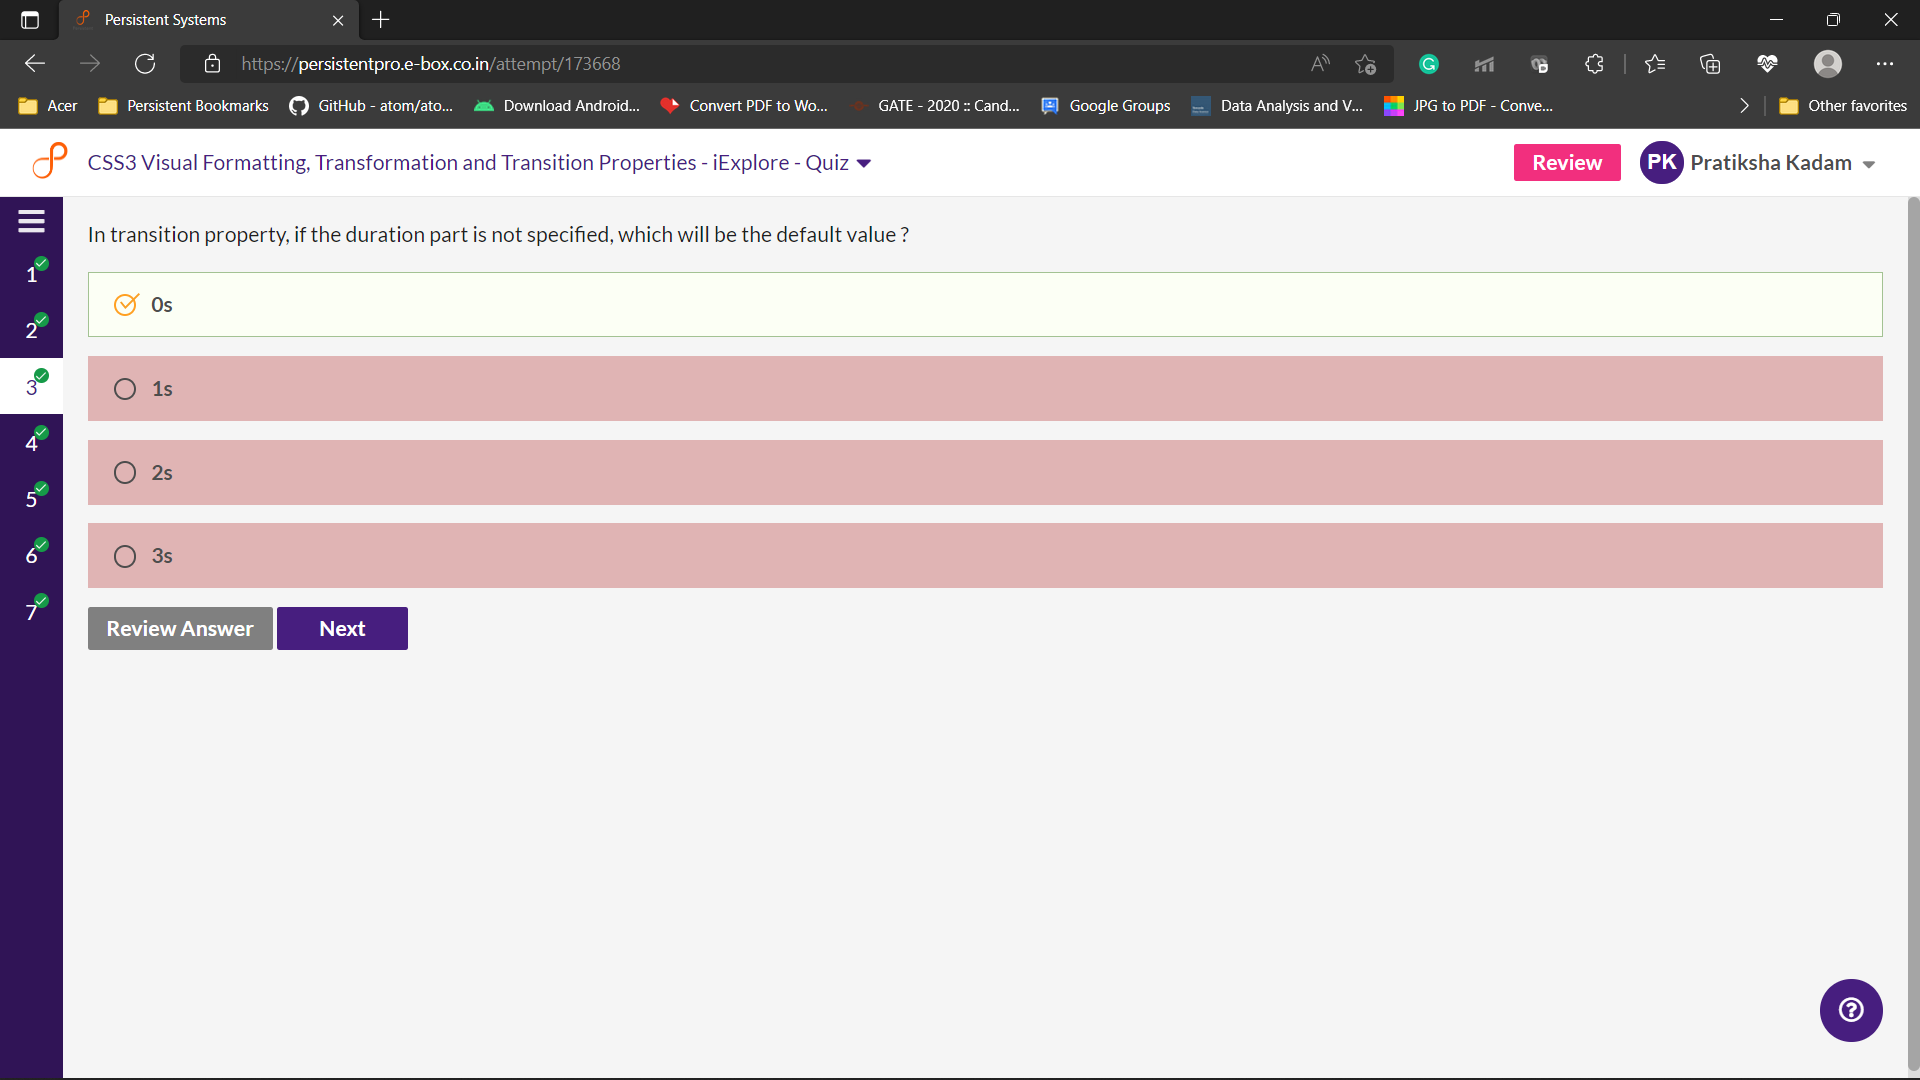 Persistent Systems
https://persistentpro.e-box.co.in/attempt/173668
Acer
Persistent Bookmarks
GitHub - atom/ato...
Download Android...
Convert PDF to Wo...
GATE - 2020 :: Cand...
Google Groups
Data Analysis and V...
JPG to PDF - Conve...
Other favorites
CSS3 Visual Formatting, Transformation and Transition Properties - iExplore - Quiz
Review
PK
Pratiksha Kadam
1
2
3
4
5
6
7
In transition property, if the duration part is not specified, which will be the default value ?
0s
1s
2s
3s
Review Answer
Next